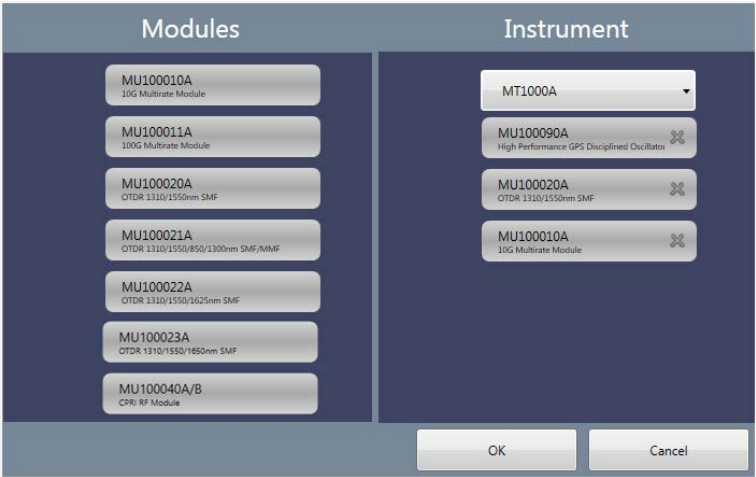 Modules
MU100010A
10G Multirate Module
MU100011A
100G Multirate Module
MU100020A
OTDR 1310/1550nm SMF
MU100021A
OTDR 1310/1550/850/1300nm SMF/MMF
MU100022A
OTDR 1310/1550/1625nm SMF
MU100023A
OTDR 1310/1550/1650nm SMF
MU100040A/B
CPRI RF Module
Instrument
MT1000A
MU100090A
High Performance GPS Disciplined Oscillator
MU100020A
OTDR 1310/1550nm SMF
MU100010A
10G Multirate Module
OK
Cancel